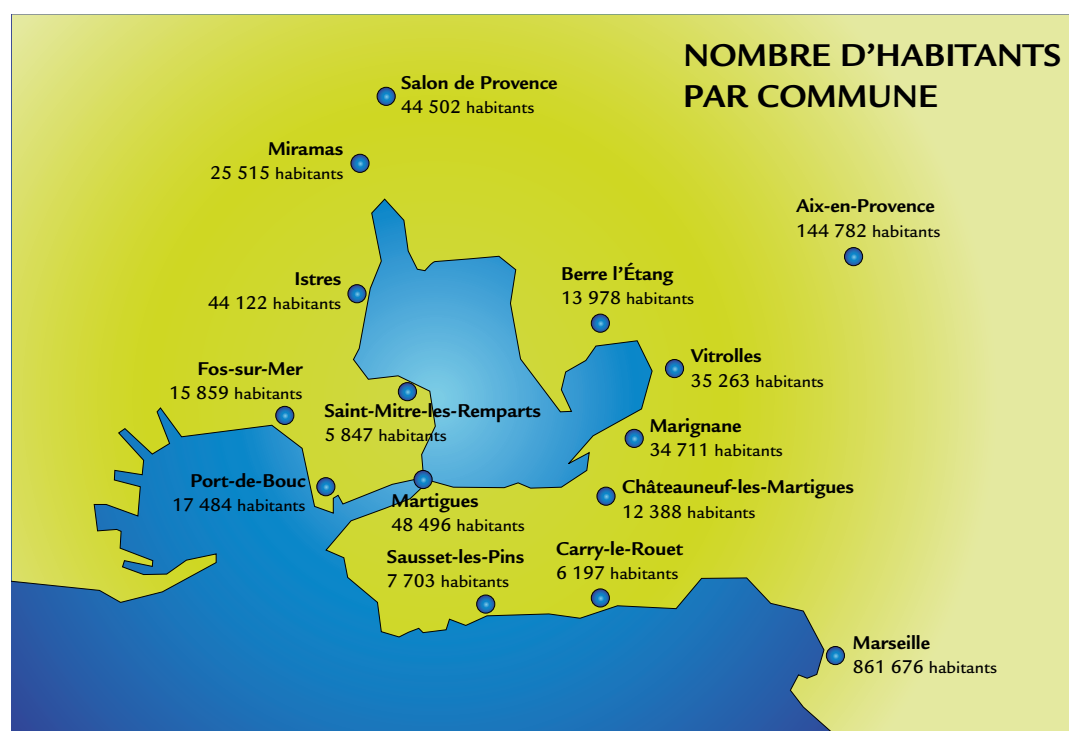 NOMBRE D'HABITANTS
PAR COMMUNE
Salon de Provence
44 502 habitants
Miramas
25 515 habitants
Aix-en-Provence
144 782 habitants
Istres
44 122 habitants
Berre l'Étang
13 978 habitants
Vitrolles
35 263 habitants
Fos-sur-Mer
15 859 habitants
Saint-Mitre-les-Remparts
5 847 habitants
Marignane
34 711 habitants
Port-de-Bouc
17 484 habitants
Martigues
48 496 habitants
Châteauneuf-les-Martigues
12 388 habitants
Sausset-les-Pins
7 703 habitants
Carry-le-Rouet
6 197 habitants
Marseille
861 676 habitants